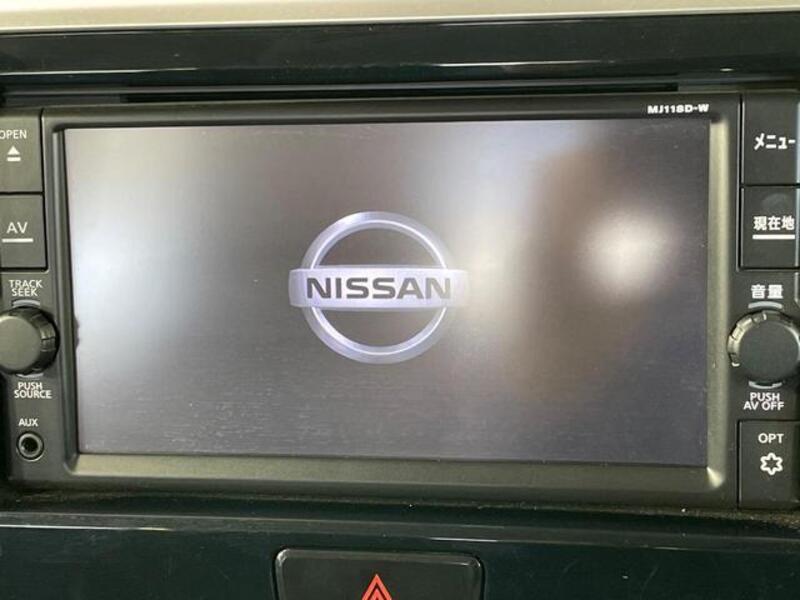 MJ118D-W
OPEN
メニュー
AV
現在地
TRACK
SEEK
音量
NISSAN
PUSH
SOURCE
PUSH
AV OFF
AUX
OPT